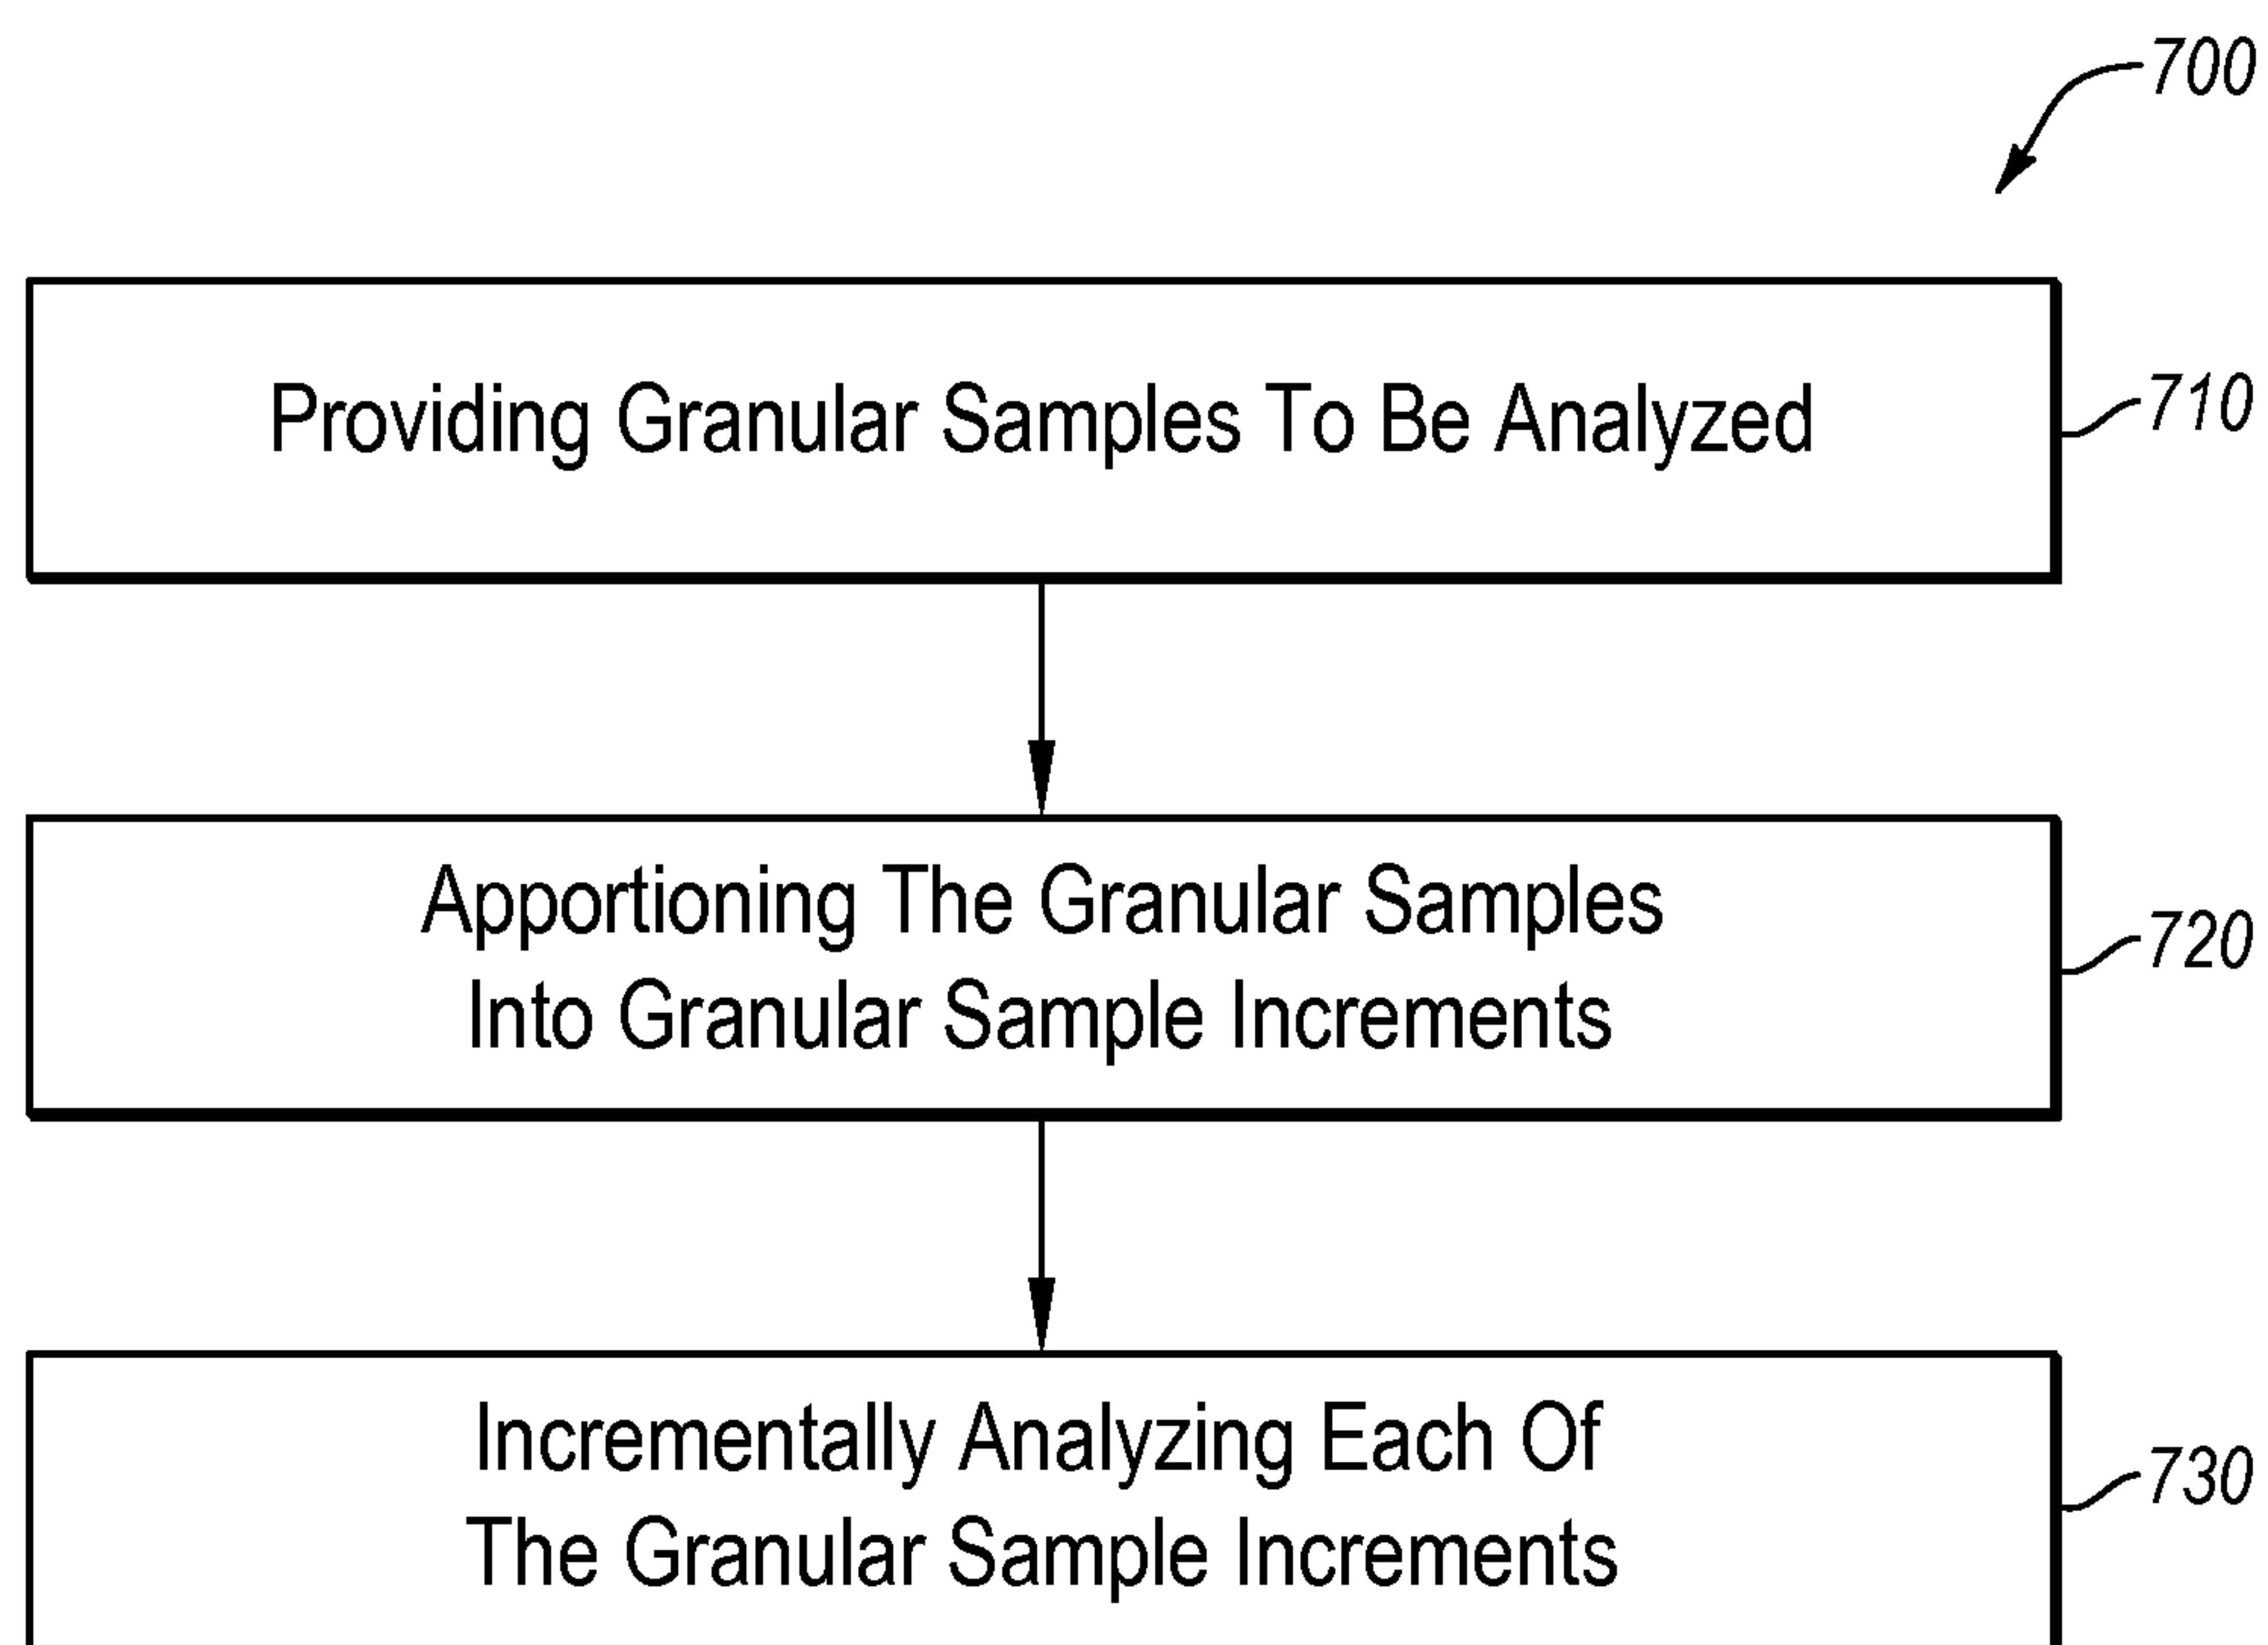 700
Providing Granular Samples To Be Analyzed
710
Apportioning The Granular Samples
Into Granular Sample Increments
720
Incrementally Analyzing Each Of
The Granular Sample Increments
730